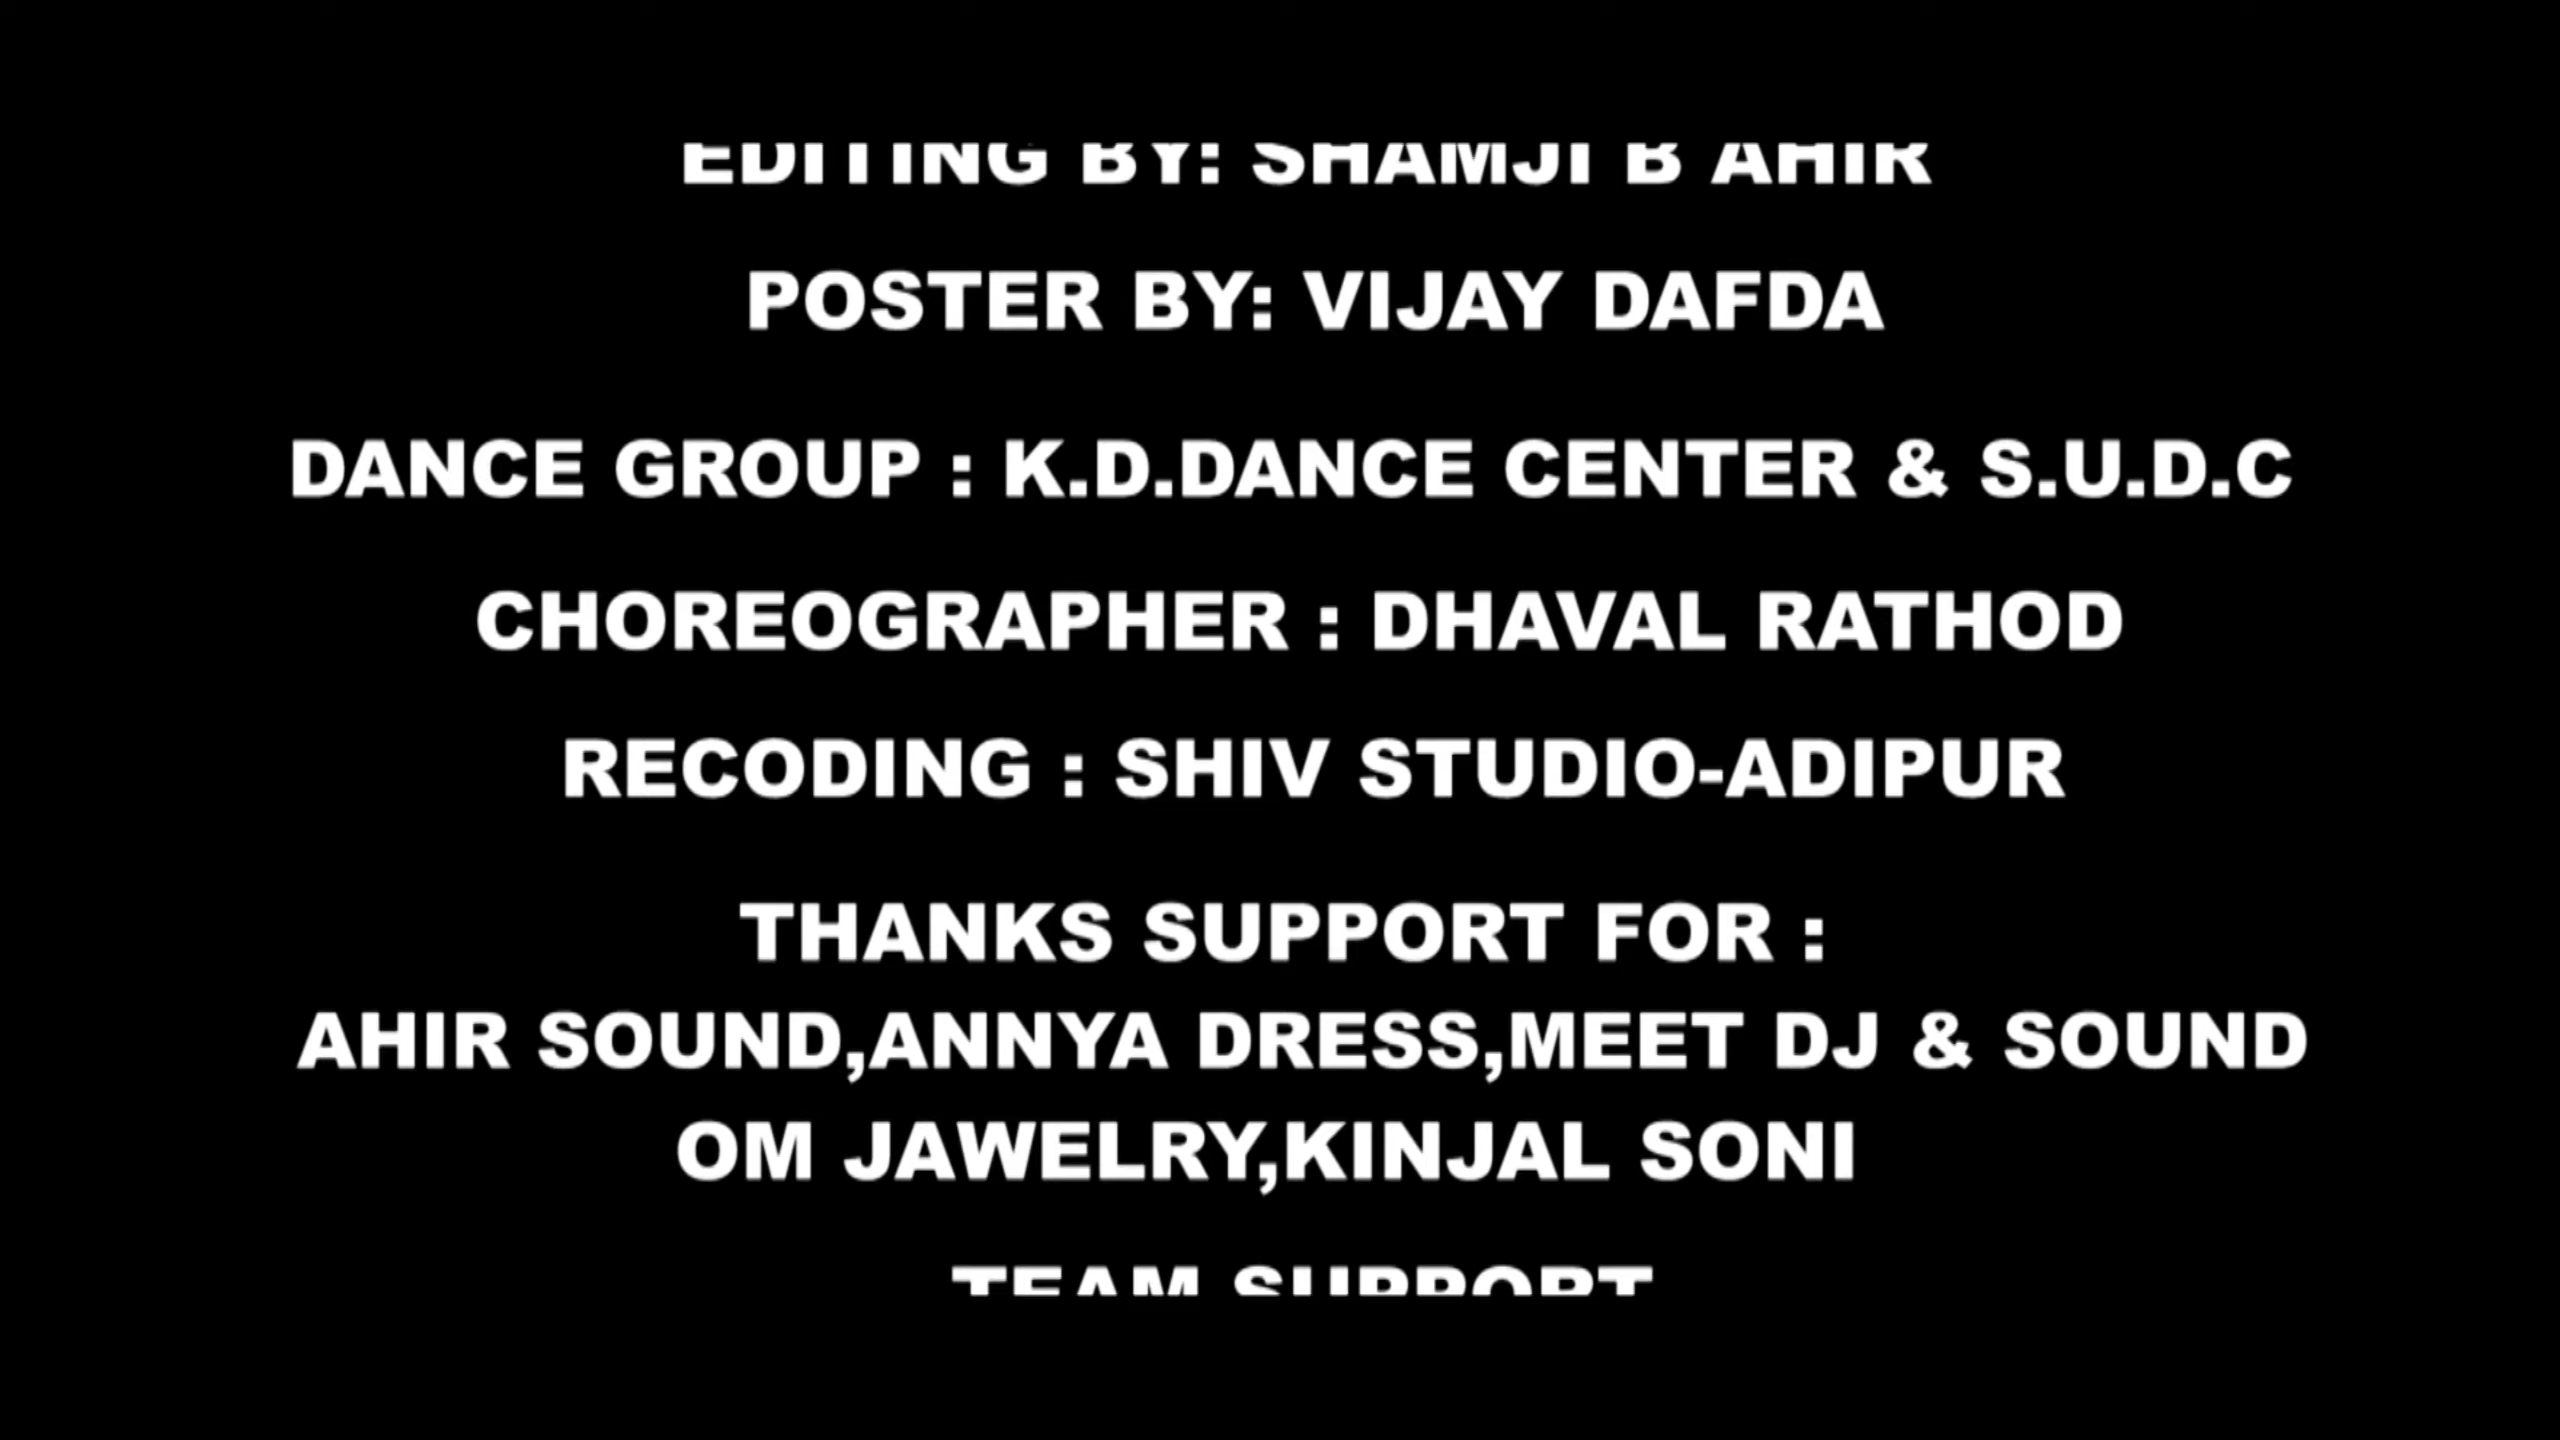 EDITING BY: SHAMJI B AHIR
POSTER BY: VIJAY DAFDA
DANCE GROUP : K.D.DANCE CENTER & S.U.D.C
CHOREOGRAPHER : DHAVAL RATHOD
RECODING : SHIV STUDIO-ADIPUR
THANKS SUPPORT FOR :
AHIR SOUND,ANNYA DRESS,MEET DJ & SOUND
OM JAWELRY,KINJAL SONI
TEAM SUPPORT